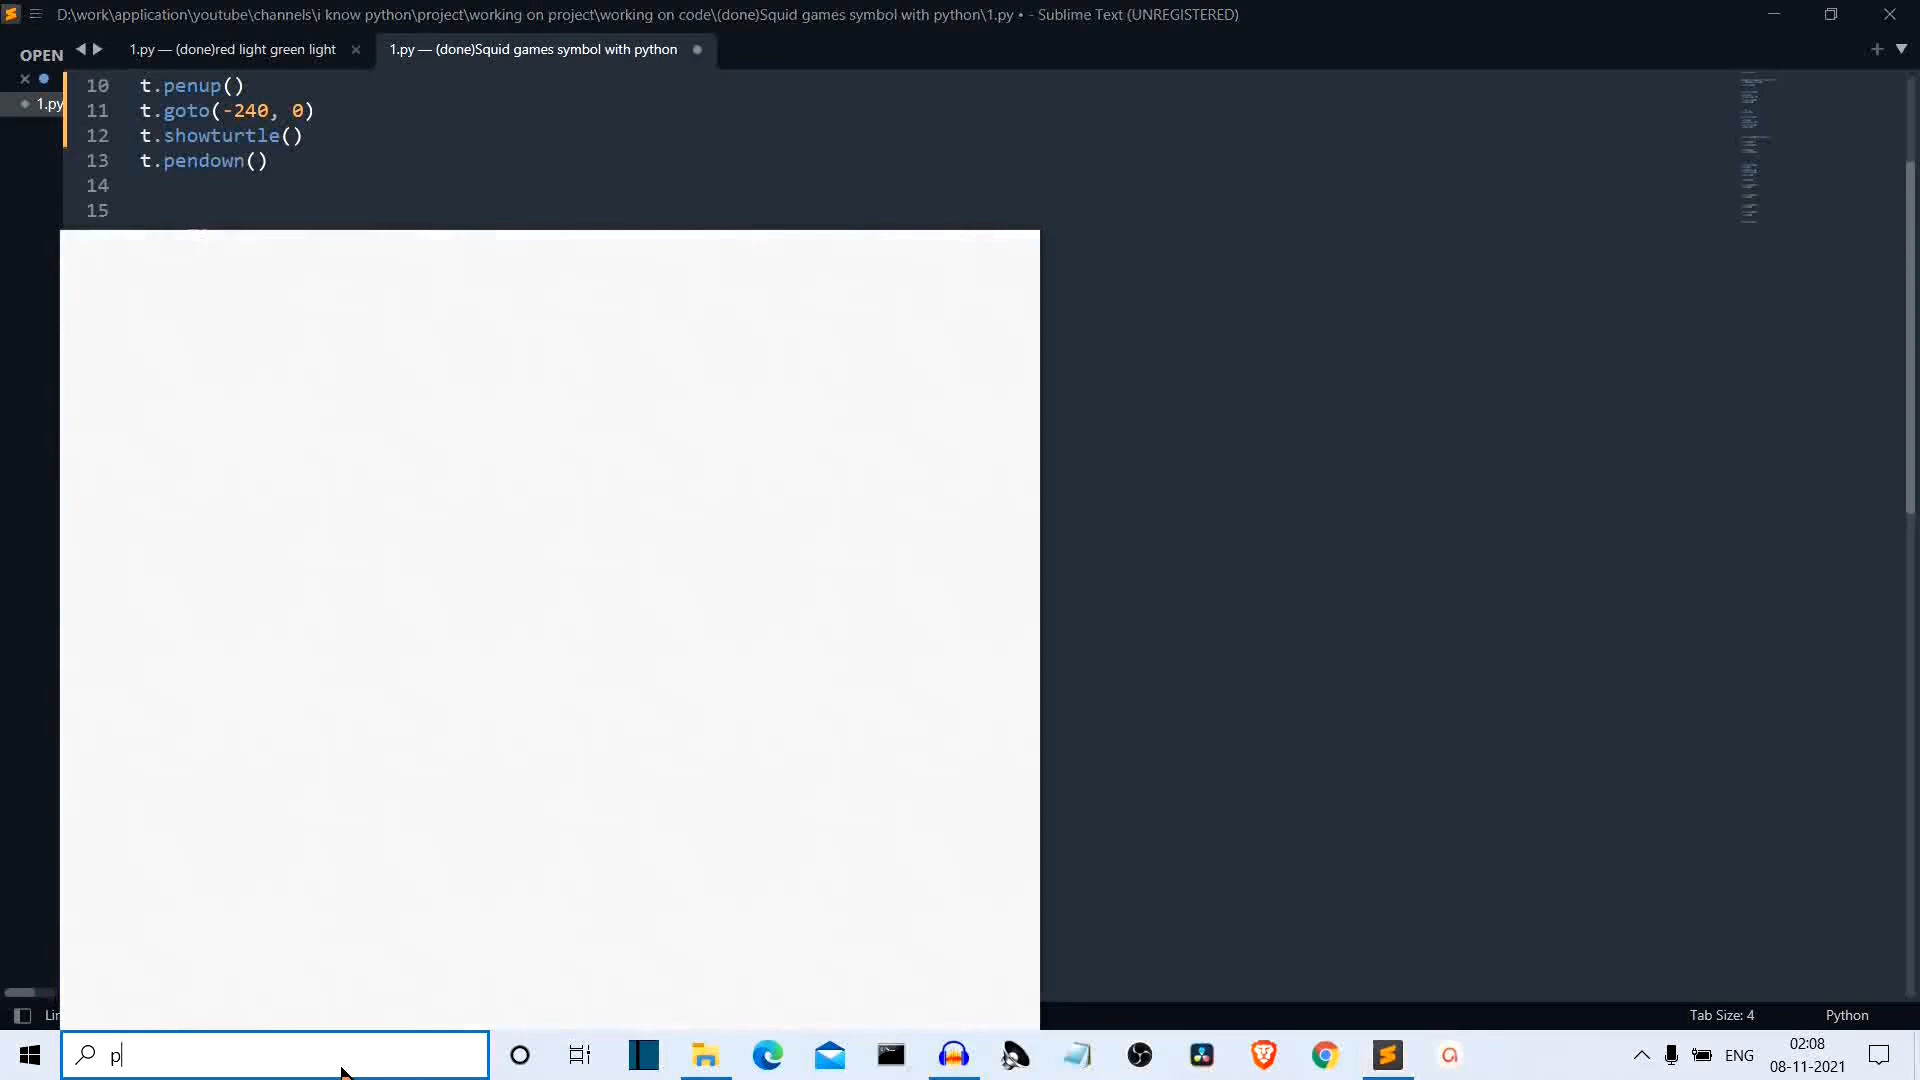 D:\work\application\youtube\channels\i know python\project\working on project\working on code\(done)Squid games symbol with python\1.py • - Sublime Text (UNREGISTERED)
OPEN
1.py — (done)red light green light
1.py — (done)Squid games symbol with python
1.py
10 t.penup()
11 t.goto(-240, 0)
12 t.showturtle()
13 t.pendown()
14
15
Tab Size: 4
Python
p
ENG
02:08
08-11-2021